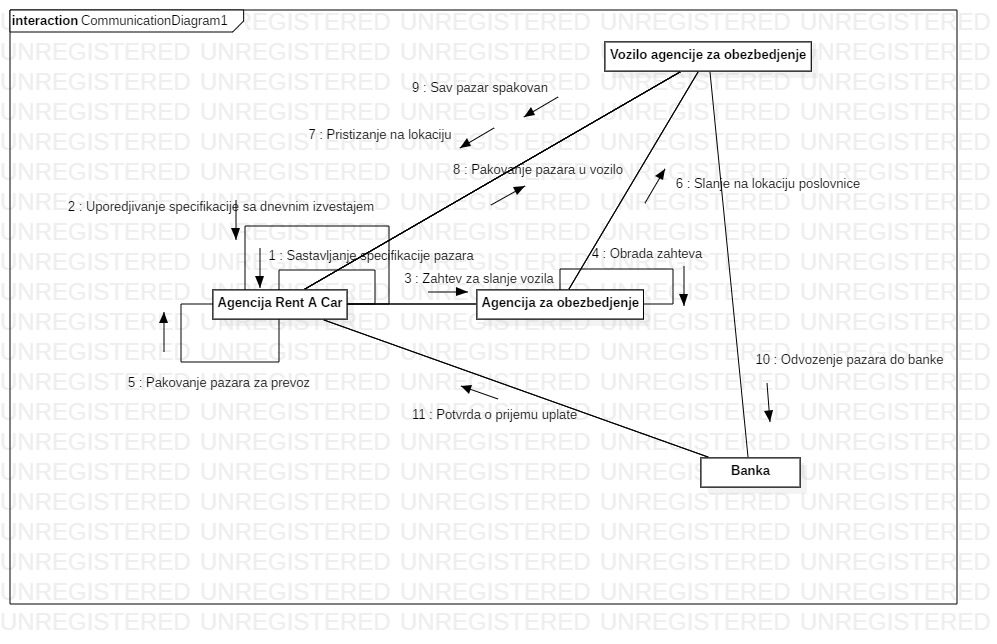 interaction CommunicationDiagram1
Vozilo agencije za obezbedjenje
9 : Sav pazar spakovan
7 : Pristizanje na lokaciju
8 : Pakovanje pazara u vozilo
6 : Slanje na lokaciju poslovnice
2 : Uporedjivanje specifikacije sa dnevnim izvestajem
1 : Sastavljanje specifikacije pazara
4 : Obrada zahteva
3 : Zahtev za slanje vozila
Agencija Rent A Car
Agencija za obezbedjenje
10 : Odvozenje pazara do banke
5 : Pakovanje pazara za prevoz
11 : Potvrda o prijemu uplate
Banka
UNREGISTERED